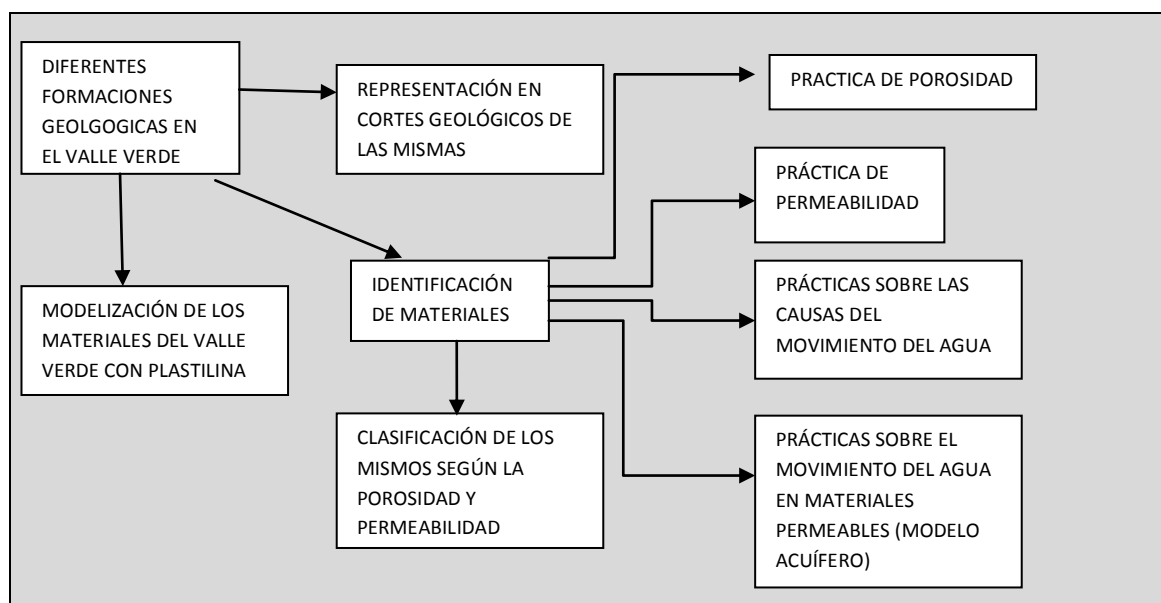 DIFERENTES
FORMACIONES
GEOLGOGICAS EN
EL VALLE VERDE
REPRESENTACIÓN EN
CORTES GEOLÓGICOS DE
LAS MISMAS
PRACTICA DE POROSIDAD
PRÁCTICA DE
PERMEABILIDAD
IDENTIFICACIÓN
DE MATERIALES
MODELIZACIÓN DE LOS
MATERIALES DEL VALLE
VERDE CON PLASTILINA
PRÁCTICAS SOBRE LAS
CAUSAS DEL
MOVIMIENTO DEL AGUA
CLASIFICACIÓN DE LOS
MISMOS SEGÚN LA
POROSIDAD Y
PERMEABILIDAD
PRÁCTICAS SOBRE EL
MOVIMIENTO DEL AGUA
EN MATERIALES
PERMEABLES (MODELO
ACUÍFERO)